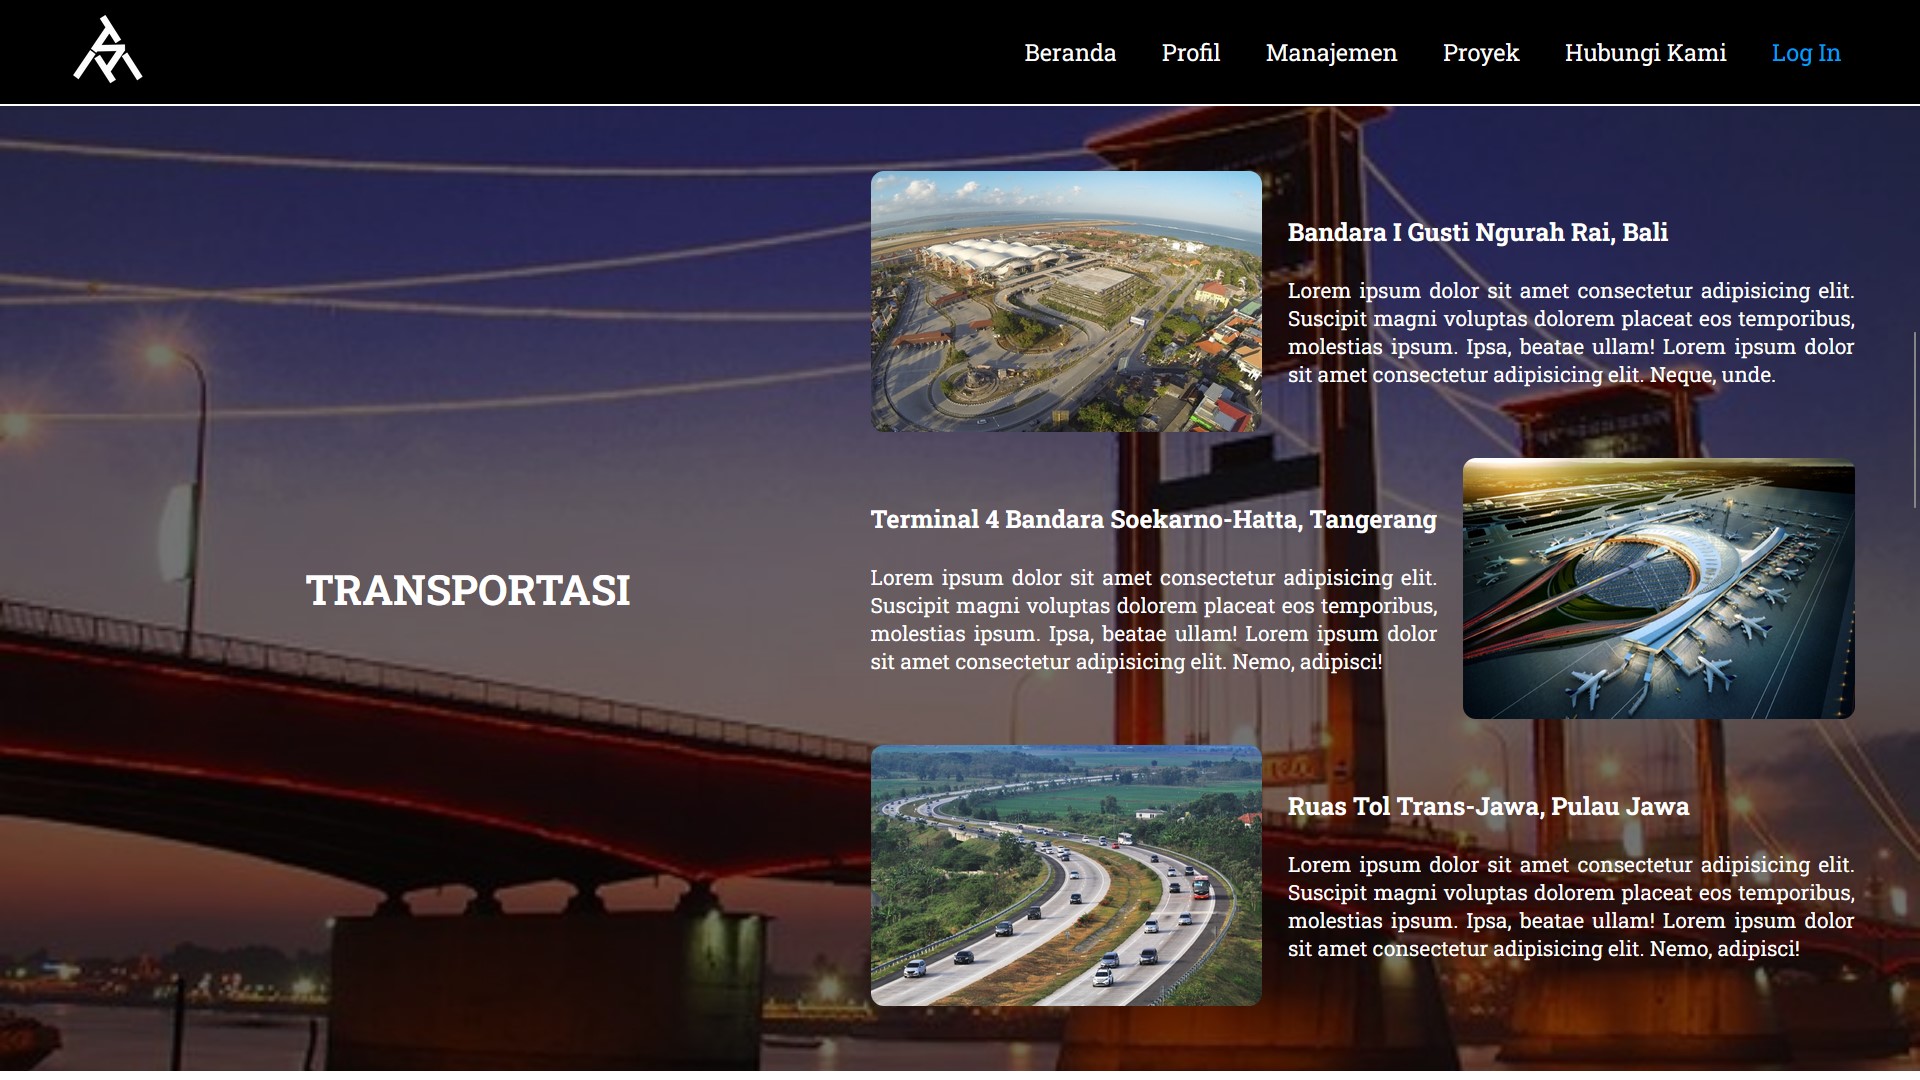 Beranda Profil Manajemen Proyek Hubungi Kami Log In
TRANSPORTASI
Bandara I Gusti Ngurah Rai, Bali
Lorem ipsum dolor sit amet consectetur adipisicing elit.
Suscipit magni voluptas dolorem placeat eos temporibus,
molestias ipsum. Ipsa, beatae ullam! Lorem ipsum dolor
sit amet consectetur adipisicing elit. Neque, unde.
Terminal 4 Bandara Soekarno-Hatta, Tangerang
Lorem ipsum dolor sit amet consectetur adipisicing elit.
Suscipit magni voluptas dolorem placeat eos temporibus,
molestias ipsum. Ipsa, beatae ullam! Lorem ipsum dolor
sit amet consectetur adipisicing elit. Nemo, adipisci!
Ruas Tol Trans-Jawa, Pulau Jawa
Lorem ipsum dolor sit amet consectetur adipisicing elit.
Suscipit magni voluptas dolorem placeat eos temporibus,
molestias ipsum. Ipsa, beatae ullam! Lorem ipsum dolor
sit amet consectetur adipisicing elit. Nemo, adipisci!